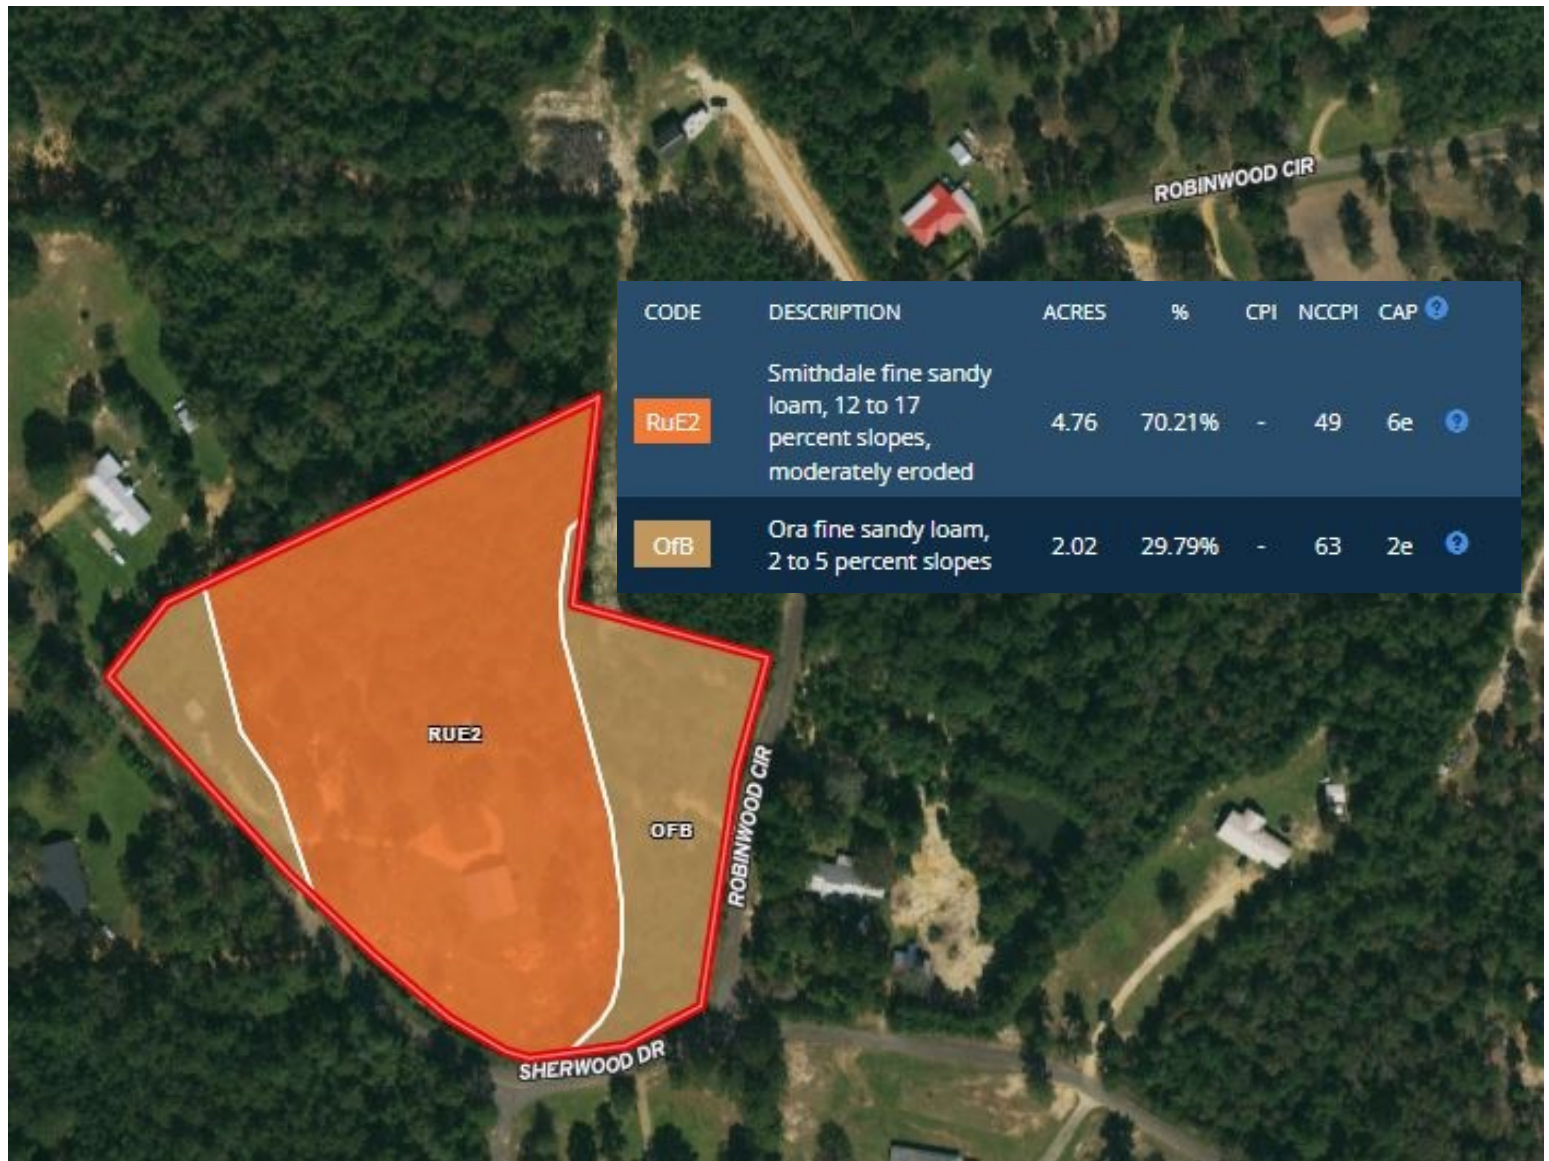 ROBINWOOD CIR
CODE DESCRIPTION ACRES % CPI NCCPI CAP ?
Smithdale fine sandy
loam, 12 to 17
RuE2 4.76 70.21% - 49 6e ?
percent slopes,
moderately eroded
Ora fine sandy loam,
OfB 2.02 29.79% - 63 2e ?
2 to 5 percent slopes
RUE2
OFB
ROBINWOOD CIR
SHERWOOD DR